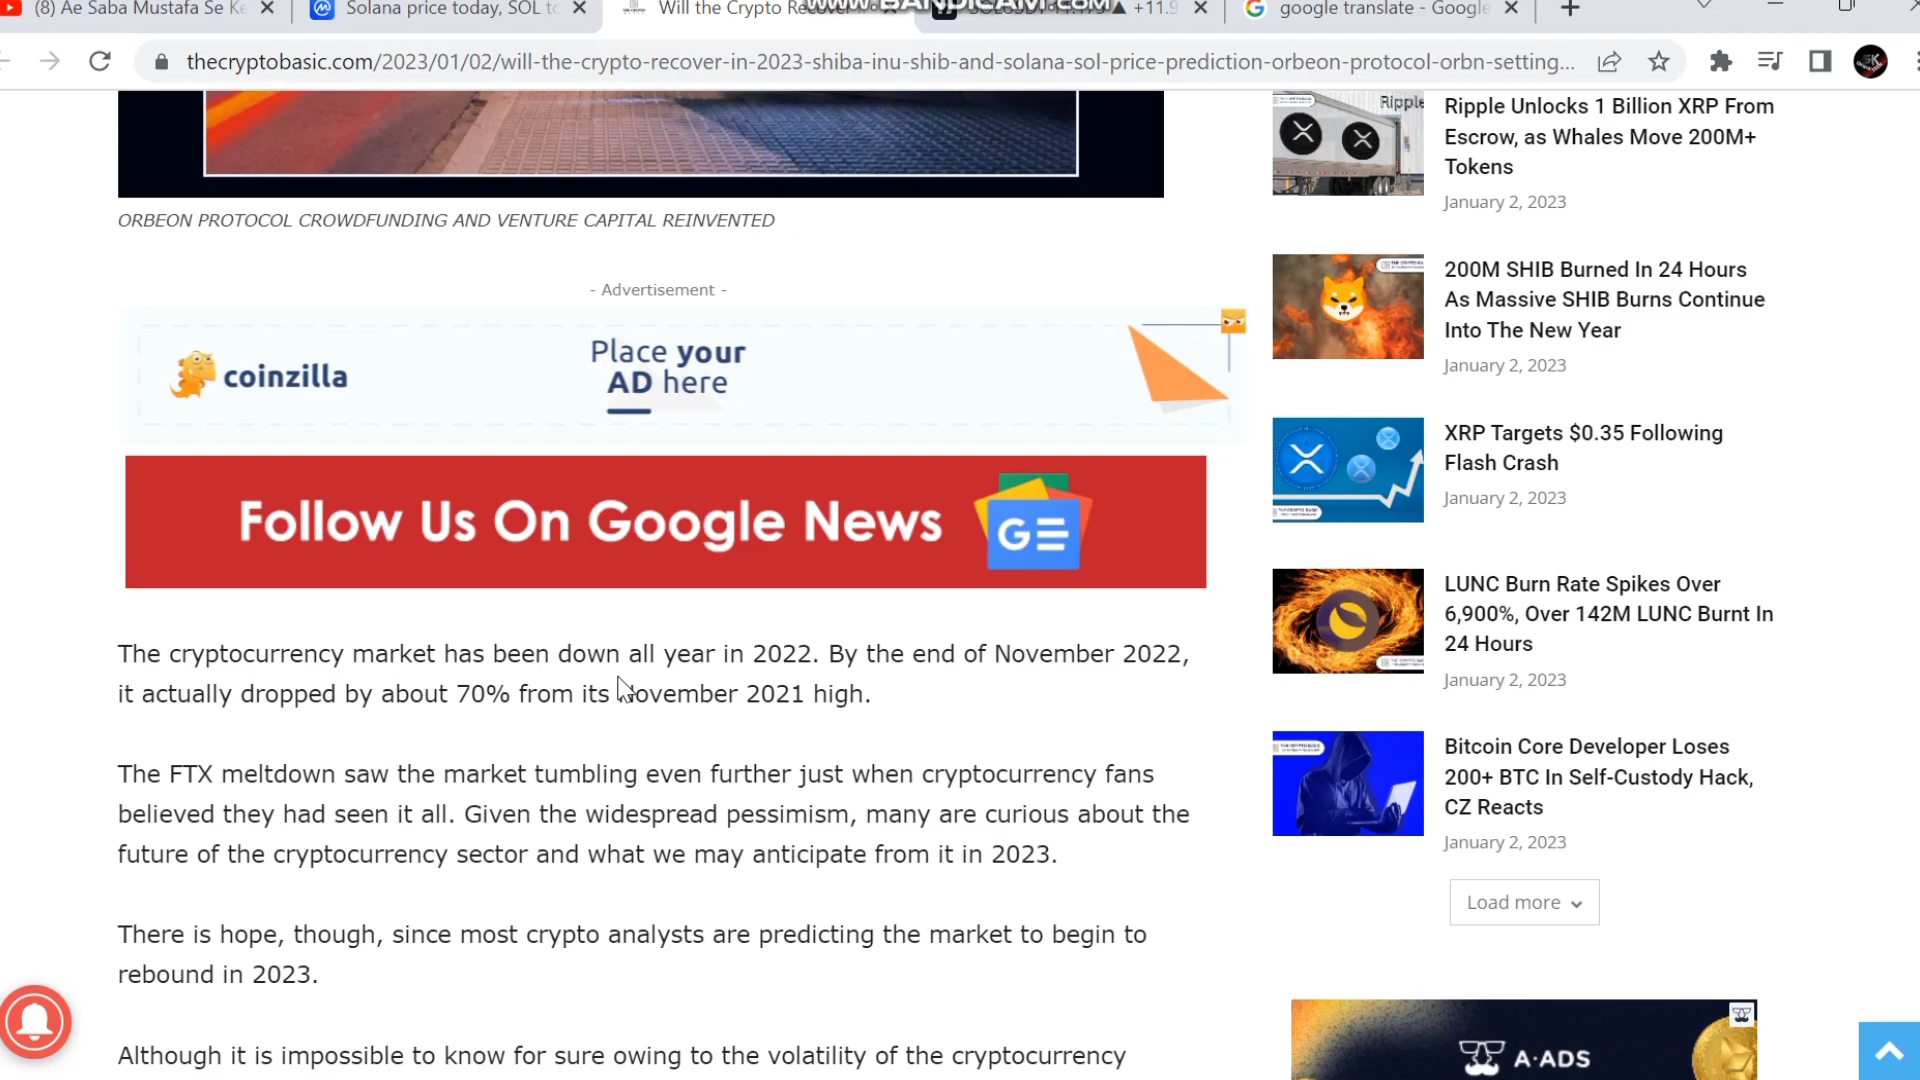 (8) Ae Saba Mustafa Se Ke
Solana price today, SOL to
Will the Crypto Recover
www.BANDICAM.com
+11.9
google translate - Google
thecryptobasic.com/2023/01/02/will-the-crypto-recover-in-2023-shiba-inu-shib-and-solana-sol-price-prediction-orbeon-protocol-orbn-setting...
ORBEON PROTOCOL CROWDFUNDING AND VENTURE CAPITAL REINVENTED
- Advertisement -
coinzilla
Place your
AD here
Follow Us On Google News
GE
The cryptocurrency market has been down all year in 2022. By the end of November 2022,
it actually dropped by about 70% from its November 2021 high.
The FTX meltdown saw the market tumbling even further just when cryptocurrency fans
believed they had seen it all. Given the widespread pessimism, many are curious about the
future of the cryptocurrency sector and what we may anticipate from it in 2023.
There is hope, though, since most crypto analysts are predicting the market to begin to
rebound in 2023.
Although it is impossible to know for sure owing to the volatility of the cryptocurrency
Ripple
Ripple Unlocks 1 Billion XRP From
Escrow, as Whales Move 200M+
Tokens
January 2, 2023
200M SHIB Burned In 24 Hours
As Massive SHIB Burns Continue
Into The New Year
January 2, 2023
XRP Targets $0.35 Following
Flash Crash
January 2, 2023
LUNC Burn Rate Spikes Over
6,900%, Over 142M LUNC Burnt In
24 Hours
January 2, 2023
Bitcoin Core Developer Loses
200+ BTC In Self-Custody Hack,
CZ Reacts
January 2, 2023
Load more
A-ADS